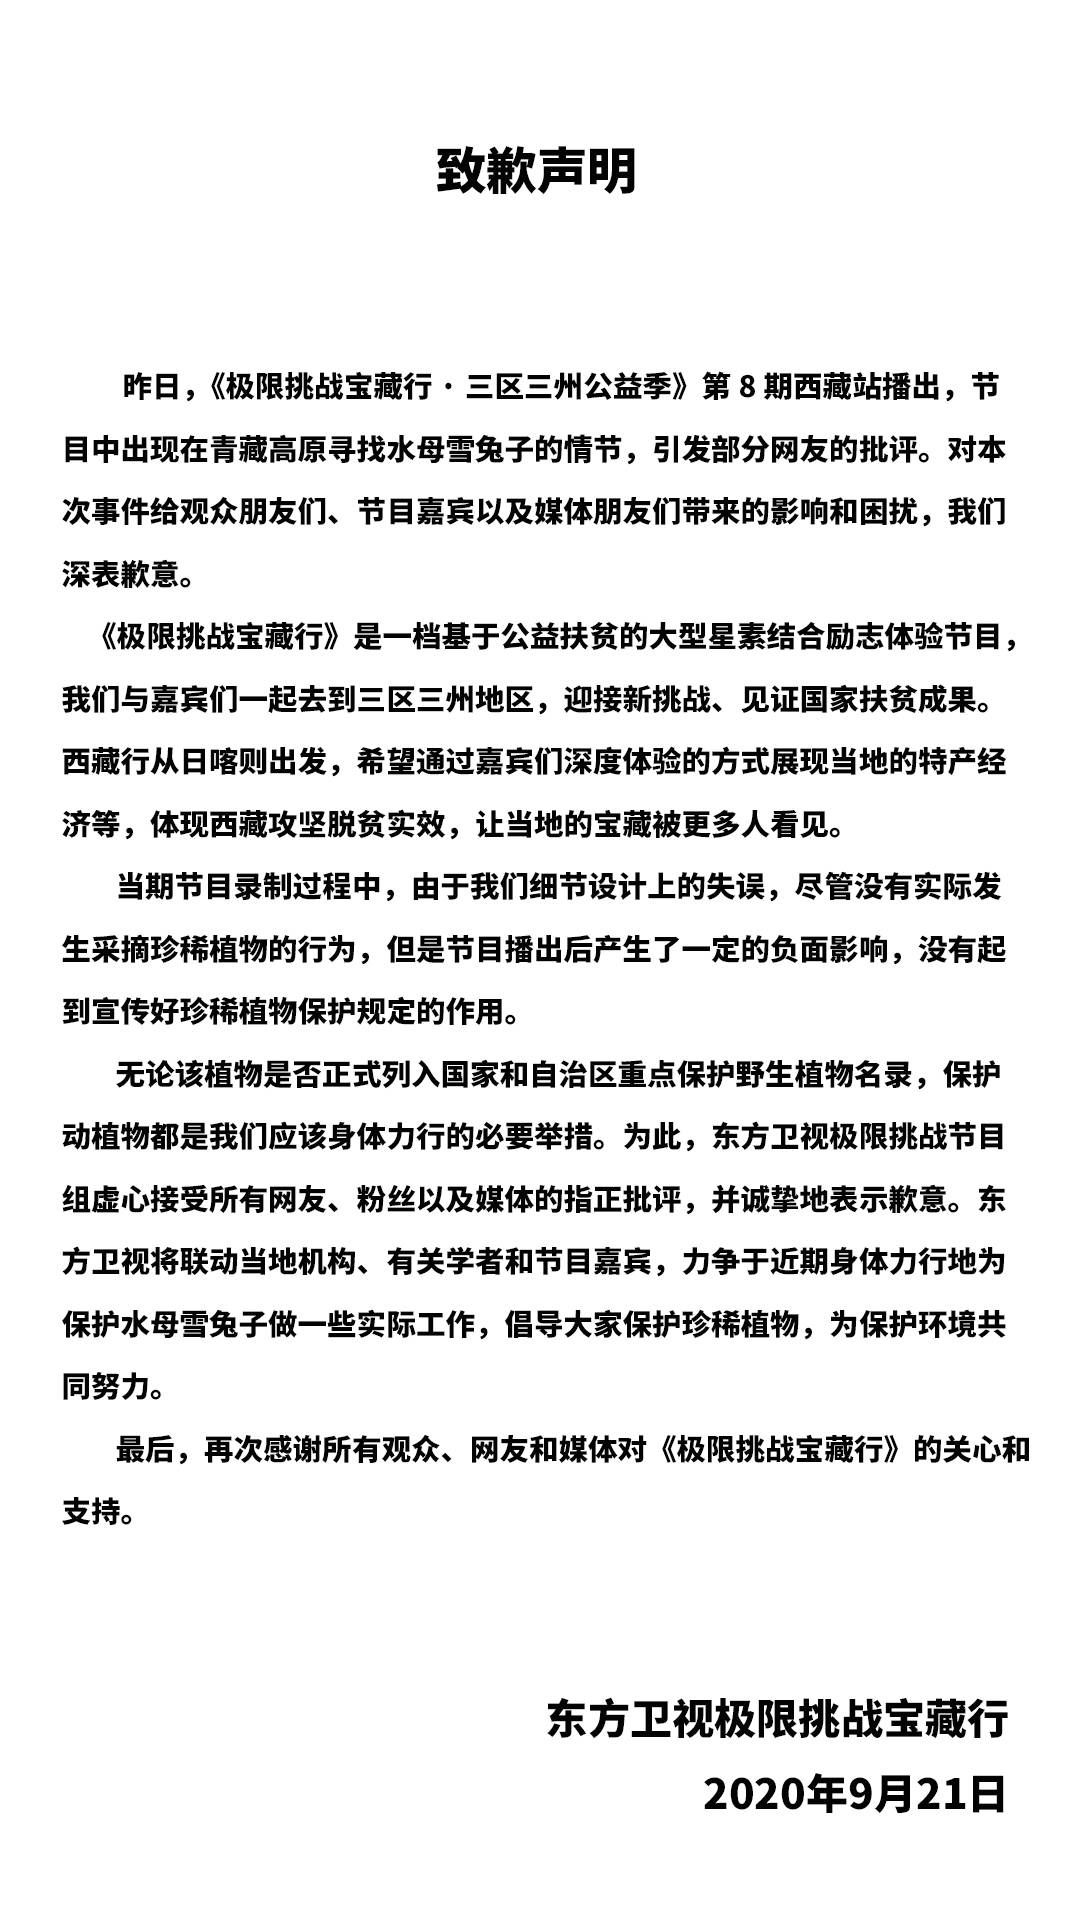 致歉声明
昨日，《极限挑战宝藏行·三区三州公益季》第 8 期西藏站播出，节
目中出现在青藏高原寻找水母雪兔子的情节，引发部分网友的批评。对本
次事件给观众朋友们、节目嘉宾以及媒体朋友们带来的影响和困扰，我们
深表歉意。
《极限挑战宝藏行》是一档基于公益扶贫的大型星素结合励志体验节目，
我们与嘉宾们一起去到三区三州地区，迎接新挑战、见证国家扶贫成果。
西藏行从日喀则出发，希望通过嘉宾们深度体验的方式展现当地的特产经
济等，体现西藏攻坚脱贫实效，让当地的宝藏被更多人看见。
当期节目录制过程中，由于我们细节设计上的失误，尽管没有实际发
生采摘珍稀植物的行为，但是节目播出后产生了一定的负面影响，没有起
到宣传好珍稀植物保护规定的作用。
无论该植物是否正式列入国家和自治区重点保护野生植物名录，保护
动植物都是我们应该身体力行的必要举措。为此，东方卫视极限挑战节目
组虚心接受所有网友、粉丝以及媒体的指正批评，并诚挚地表示歉意。东
方卫视将联动当地机构、有关学者和节目嘉宾，力争于近期身体力行地为
保护水母雪兔子做一些实际工作，倡导大家保护珍稀植物，为保护环境共
同努力。
最后，再次感谢所有观众、网友和媒体对《极限挑战宝藏行》的关心和
支持。
东方卫视极限挑战宝藏行
2020年9月21日